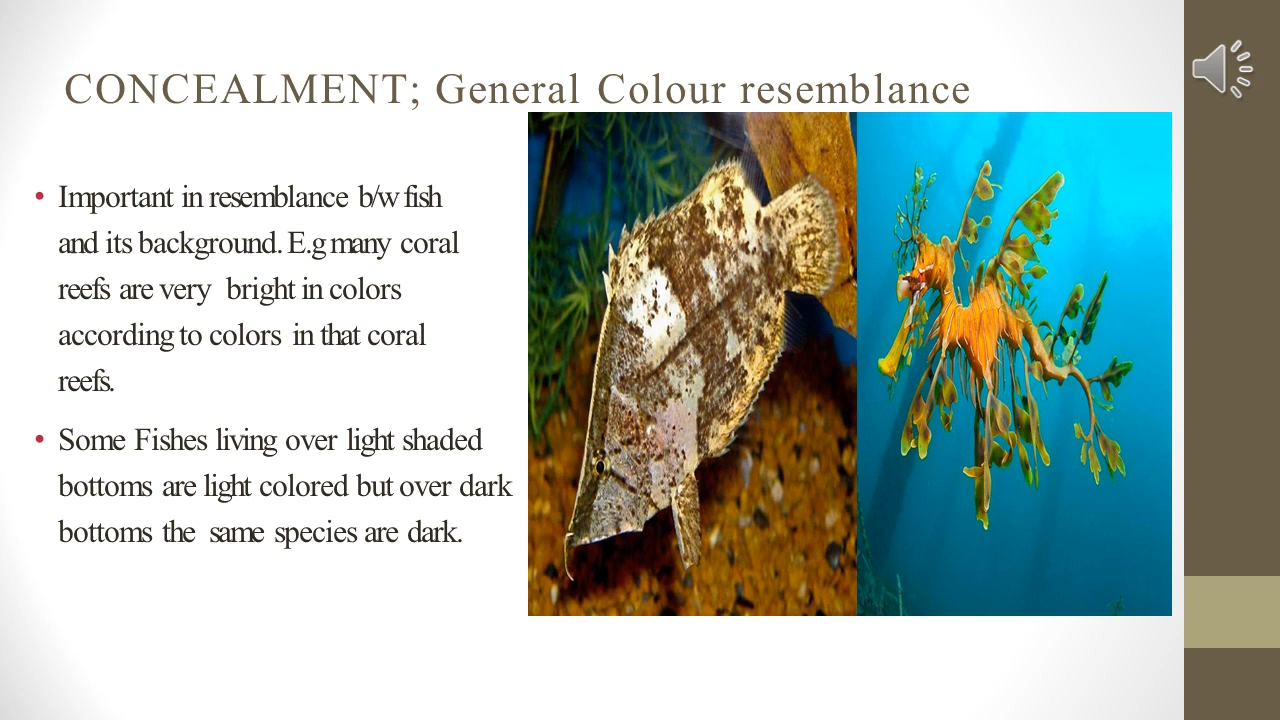 CONCEALMENT; General Colour resemblance
• Important in resemblance b/w fish
and its background. E.g many coral
reefs are very bright in colors
according to colors in that coral
reefs.
• Some Fishes living over light shaded
bottoms are light colored but over dark
bottoms the same species are dark.